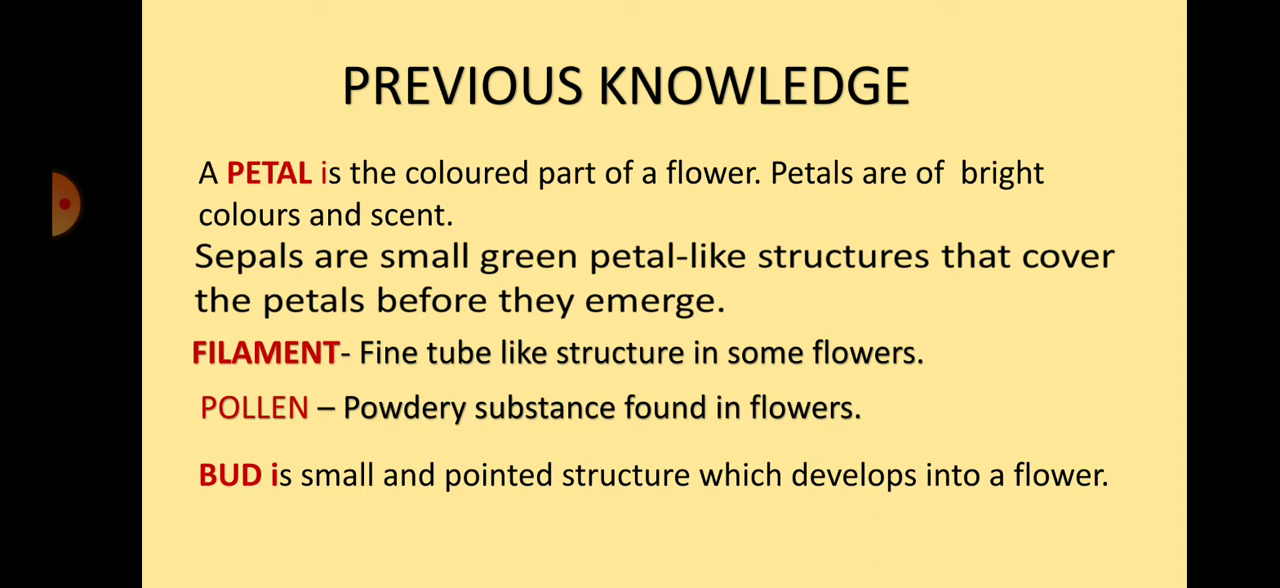 PREVIOUS KNOWLEDGE
A PETAL is the coloured part of a flower. Petals are of bright
colours and scent.
Sepals are small green petal-like structures that cover
the petals before they emerge.
FILAMENT- Fine tube like structure in some flowers.
POLLEN – Powdery substance found in flowers.
BUD is small and pointed structure which develops into a flower.